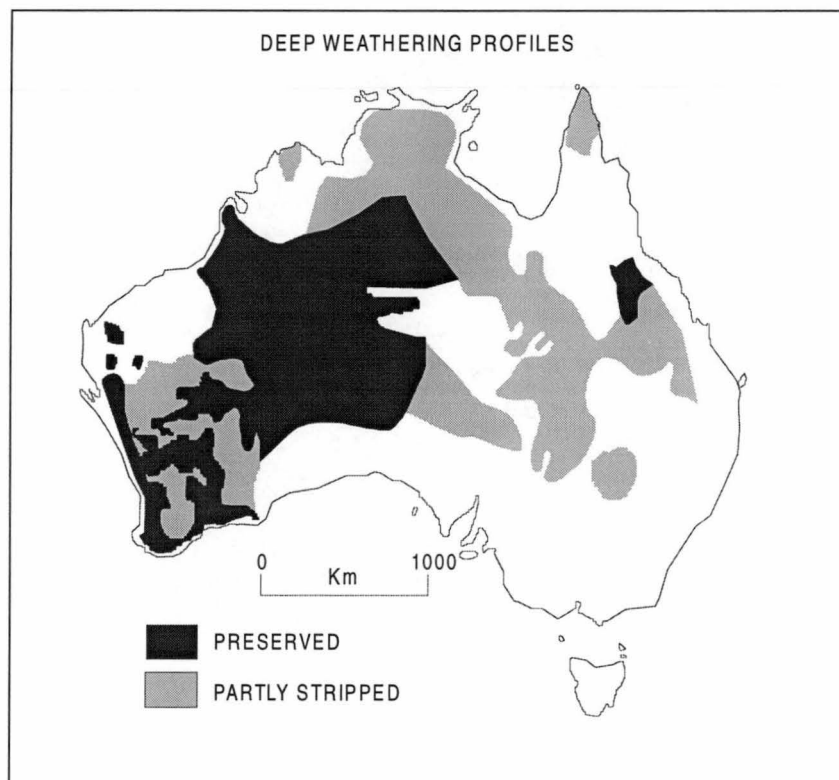 DEEP WEATHERING PROFILES
0 1000
Km
PRESERVED
PARTLY STRIPPED